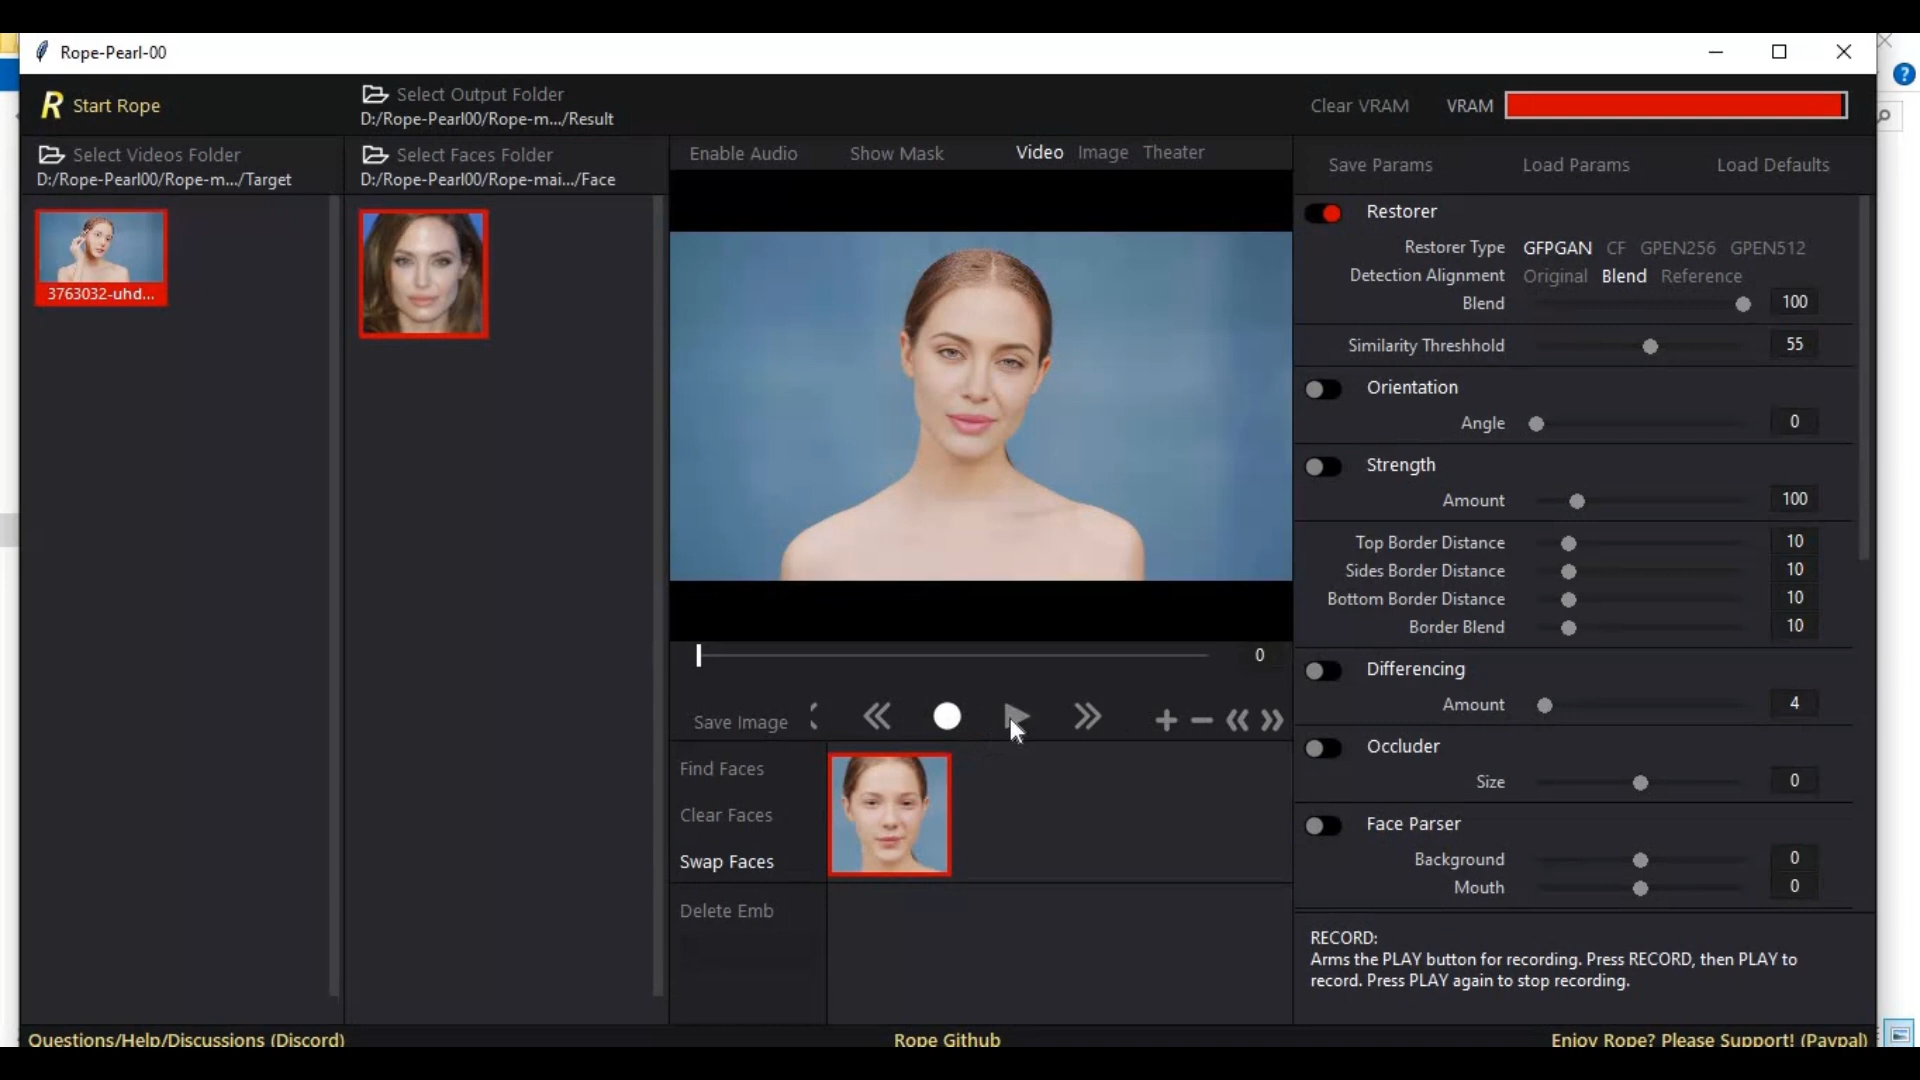 Rope-Pearl-00
R Start Rope
Select Output Folder
D:/Rope-Pearl00/Rope-m.../Result
Clear VRAM
VRAM
Select Videos Folder
D:/Rope-Pearl00/Rope-m.../Target
Select Faces Folder
D:/Rope-Pearl00/Rope-mai.../Face
Enable Audio
Show Mask
Video Image Theater
Save Params
Load Params
Load Defaults
3763032-uhd...
Restorer
Restorer Type GFPGAN CF GPEN256 GPEN512
Detection Alignment Original Blend Reference
Blend 100
Similarity Threshhold 55
Orientation
Angle 0
Strength
Amount 100
Top Border Distance 10
Sides Border Distance 10
Bottom Border Distance 10
Border Blend 10
Differencing
Amount 4
Occluder
Size 0
Face Parser
Background 0
Mouth 0
0
Save Image
Find Faces
Clear Faces
Swap Faces
Delete Emb
RECORD:
Arms the PLAY button for recording. Press RECORD, then PLAY to
record. Press PLAY again to stop recording.
Questions/Help/Discussions (Discord)
Rope Github
Enjoy Rope? Please Support! (Paypal)